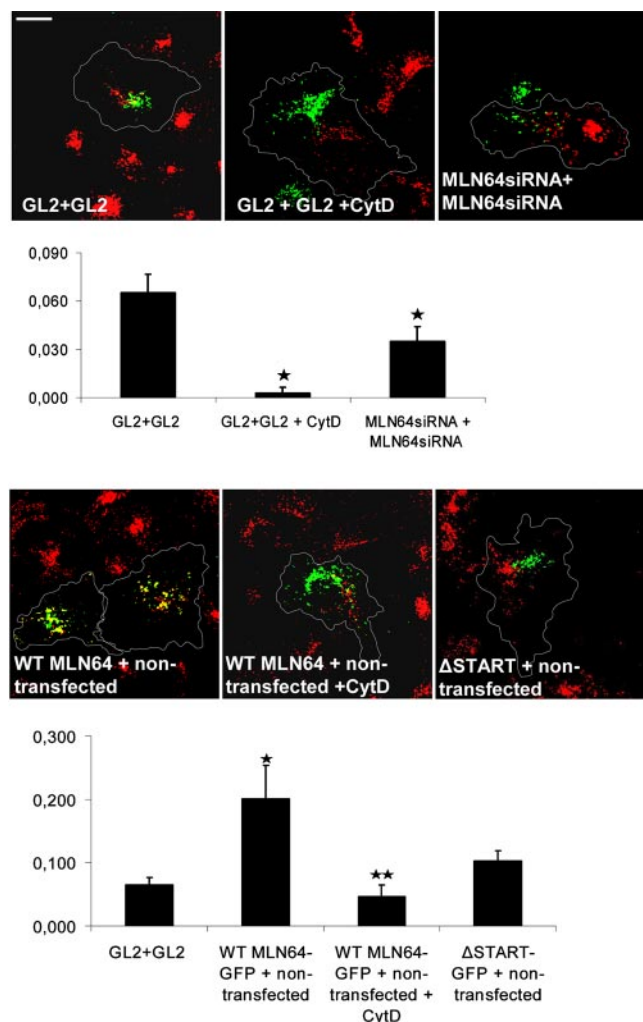 GL2+GL2
GL2 + GL2 +CytD
MLN64siRNA+
MLN64siRNA
0,090
0,060
0,030
0,000
★
★
GL2+GL2
GL2+GL2 + CytD
MLN64siRNA +
MLN64siRNA
WT MLN64 + non-
transfected
WT MLN64 + non-
transfected +CytD
ΔSTART + non-
transfected
0,300
0,200
0,100
0,000
★
★★
GL2+GL2
WT MLN64-
GFP + non-
transfected
WT MLN64-
GFP + non-
transfected +
CytD
ΔSTART-
GFP + non-
transfected